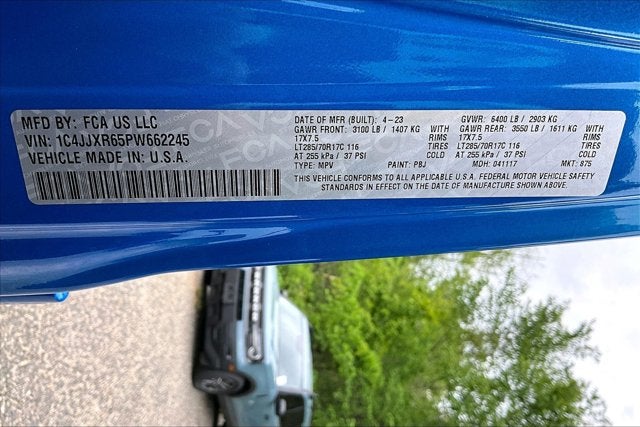 MFD BY: FCA US LLC
VIN: 1C4JJXR65PW662245
VEHICLE MADE IN U.S.A.
DATE OF MFR (BUILT): 4-23 GVWR: 6400 LB / 2903 KG
GAWR FRONT: 3100 LB / 1407 KG WITH GAWR REAR: 3550 LB / 1611 KG WITH
17X7.5 RIMS 17X7.5 RIMS
LT285/70R17C 116 TIRES LT285/70R17C 116 TIRES
AT 255 kPa / 37 PSI COLD AT 255 kPa / 37 PSI COLD
TYPE: MPV PAINT: PBJ MDH: 041117 MKT: 875
THIS VEHICLE CONFORMS TO ALL APPLICABLE U.S.A. FEDERAL MOTOR VEHICLE SAFETY
STANDARDS IN EFFECT ON THE DATE OF MANUFACTURE SHOWN ABOVE.